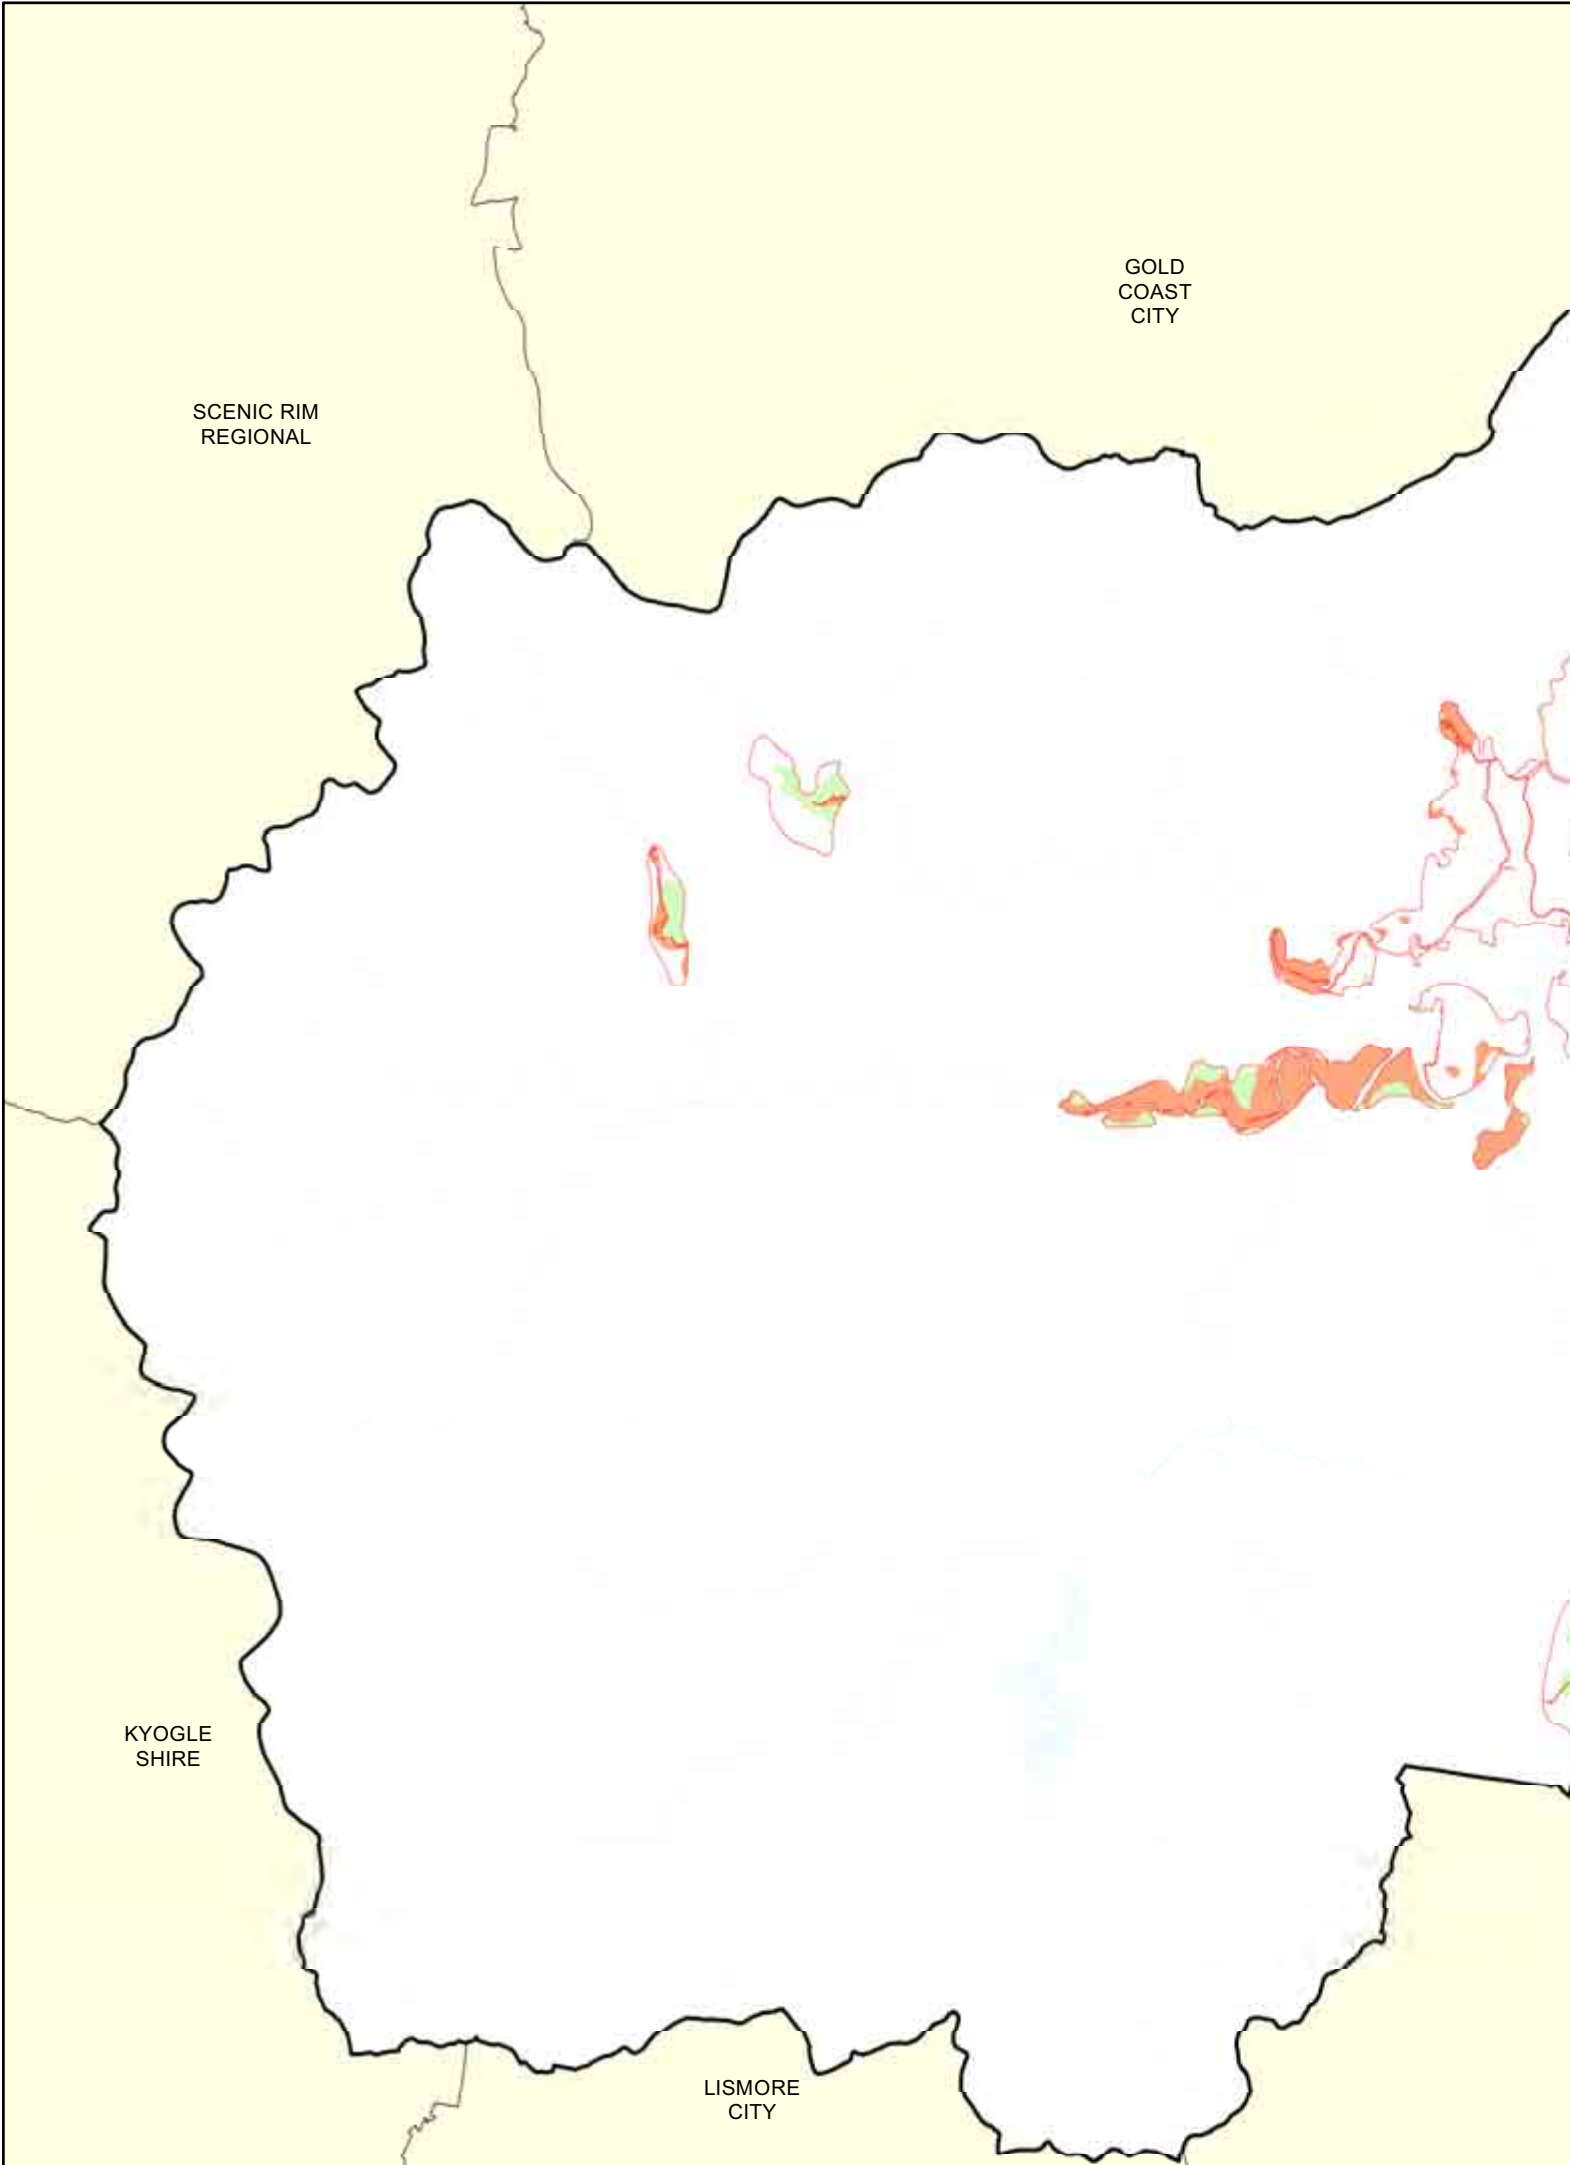 GOLD
COAST
CITY
SCENIC RIM
REGIONAL
KYOGLE
SHIRE
LISMORE
CITY